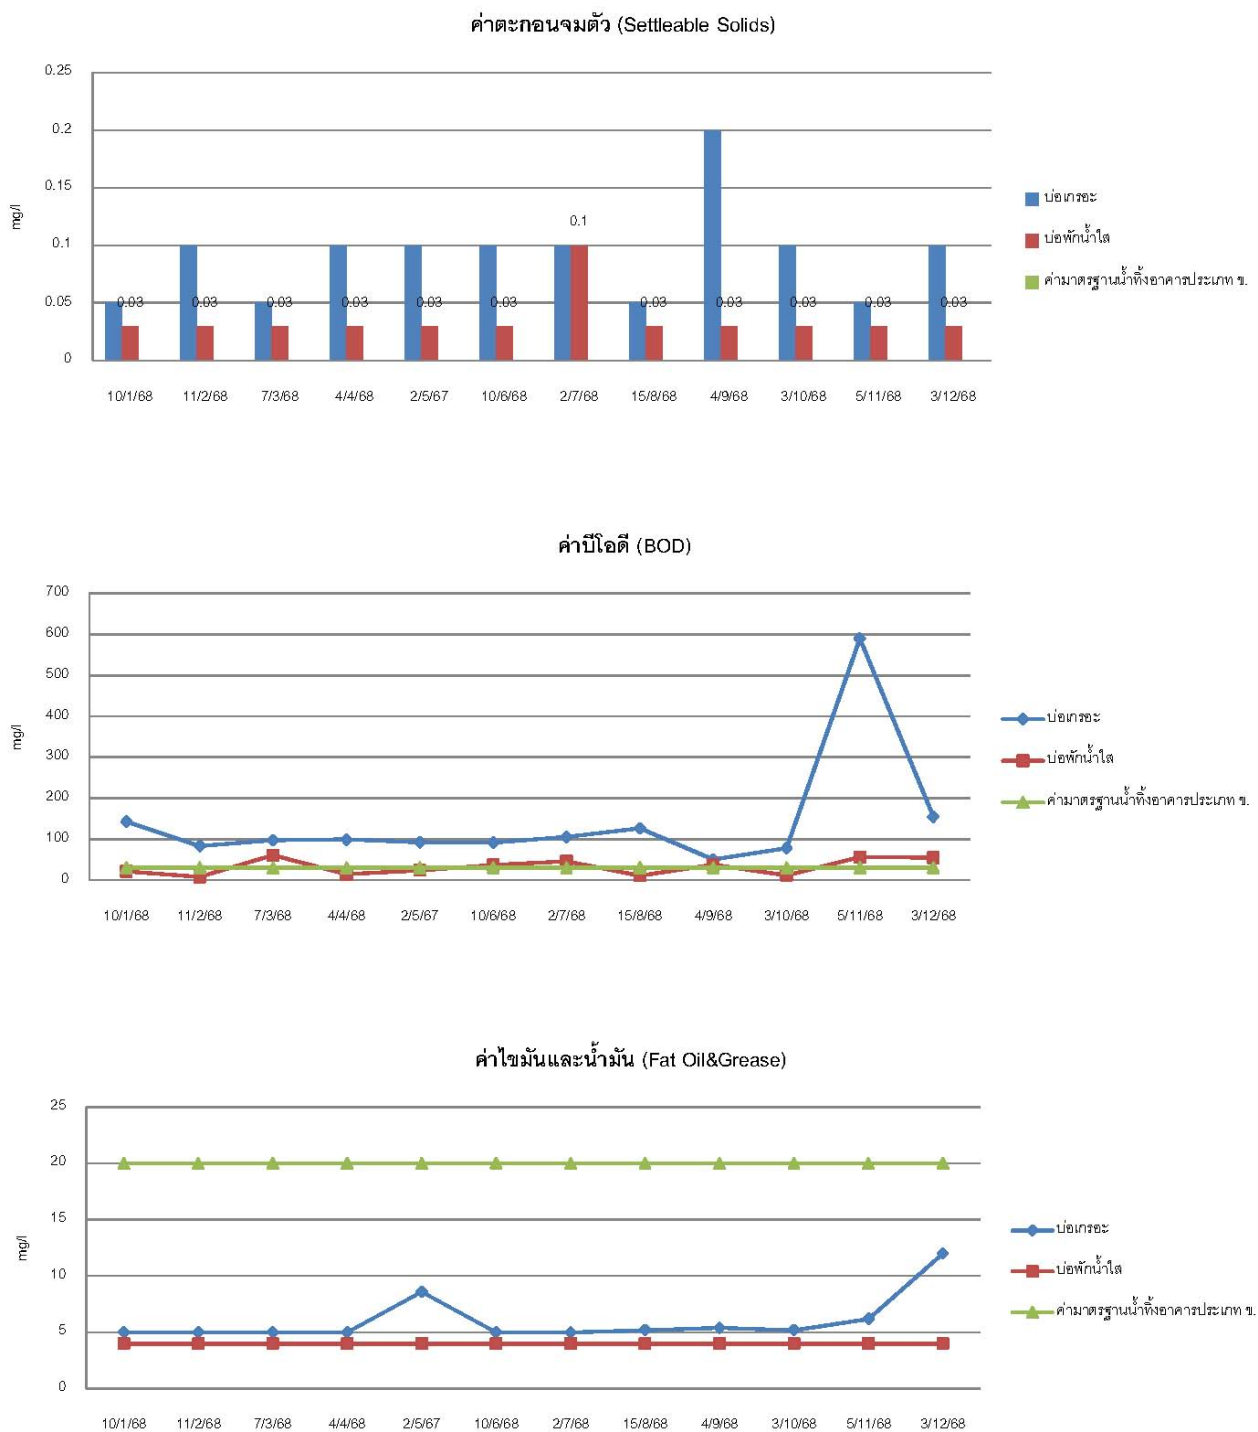 ค่าตะกอนจมตัว (Settleable Solids)
0.25
0.2
0.15
0.1
0.05
0
mg/l
0.03 0.03 0.03 0.03 0.03 0.03 0.1 0.03 0.03 0.03 0.03 0.03
10/1/68 11/2/68 7/3/68 4/4/68 2/5/67 10/6/68 2/7/68 15/8/68 4/9/68 3/10/68 5/11/68 3/12/68
บ่อเกรอะ
บ่อพักน้ำใส
ค่ามาตรฐานน้ำทิ้งอาคารประเภท ข.
ค่าบีโอดี (BOD)
700
600
500
400
300
200
100
0
mg/l
10/1/68 11/2/68 7/3/68 4/4/68 2/5/67 10/6/68 2/7/68 15/8/68 4/9/68 3/10/68 5/11/68 3/12/68
บ่อเกรอะ
บ่อพักน้ำใส
ค่ามาตรฐานน้ำทิ้งอาคารประเภท ข.
ค่าไขมันและน้ำมัน (Fat Oil&Grease)
25
20
15
10
5
0
mg/l
10/1/68 11/2/68 7/3/68 4/4/68 2/5/67 10/6/68 2/7/68 15/8/68 4/9/68 3/10/68 5/11/68 3/12/68
บ่อเกรอะ
บ่อพักน้ำใส
ค่ามาตรฐานน้ำทิ้งอาคารประเภท ข.